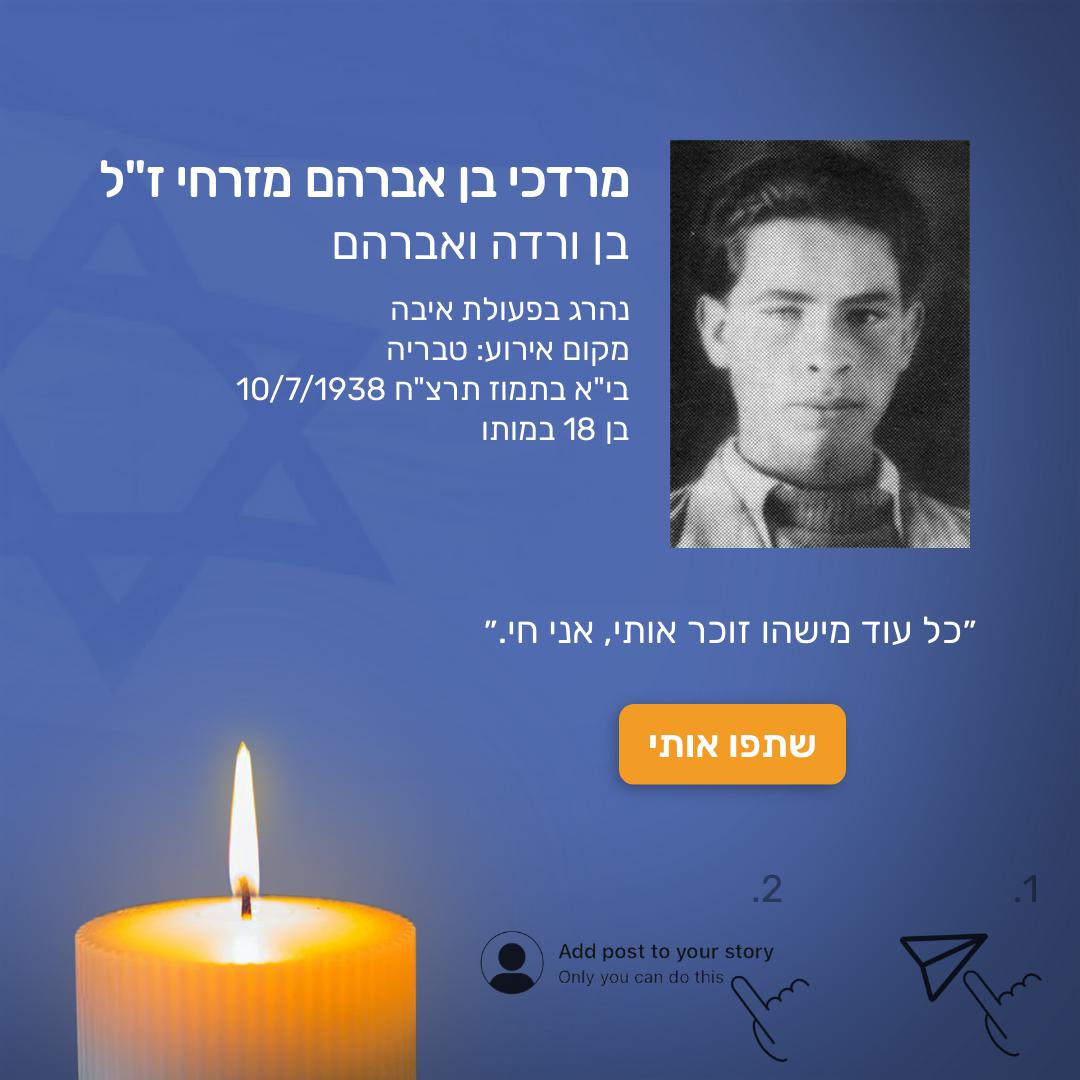 מרדכי בן אברהם מזרחי ז"ל
בן ורדה ואברהם
נהרג בפעולת איבה
מקום אירוע: טבריה
בי"א בתמוז תרצ"ח 10/7/1938
בן 18 במותו
״כל עוד מישהו זוכר אותי, אני חי.״
שתפו אותי
.1
.2
Add post to your story
Only you can do this